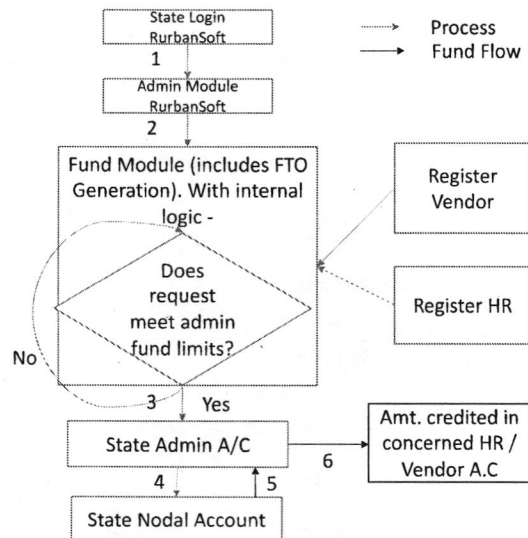 State Login
RurbanSoft
Process
Fund Flow
1
Admin Module
RurbanSoft
2
Fund Module (includes FTO
Generation). With internal
logic -
Register
Vendor
Does
request
meet admin
fund limits?
Register HR
No
3
Yes
State Admin A/C
6
Amt. credited in
concerned HR /
Vendor A.C
4
5
State Nodal Account